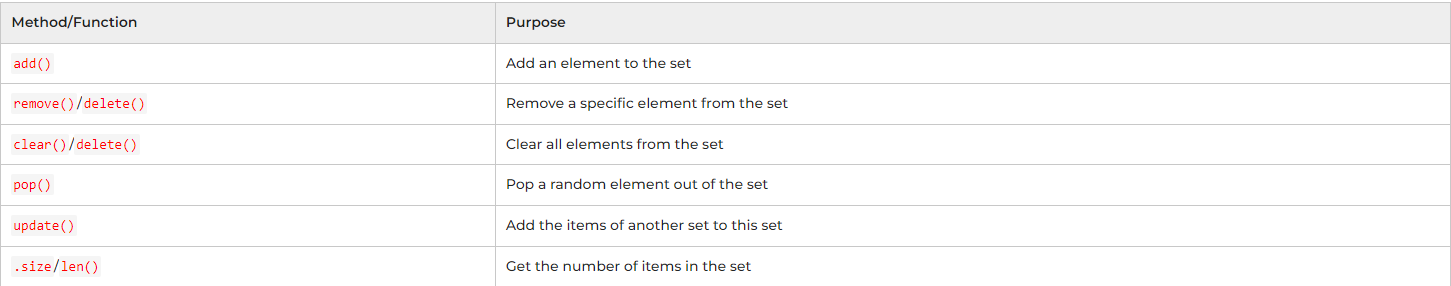 Method/Function Purpose
add() Add an element to the set
remove()/delete() Remove a specific element from the set
clear()/delete() Clear all elements from the set
pop() Pop a random element out of the set
update() Add the items of another set to this set
.size/len() Get the number of items in the set